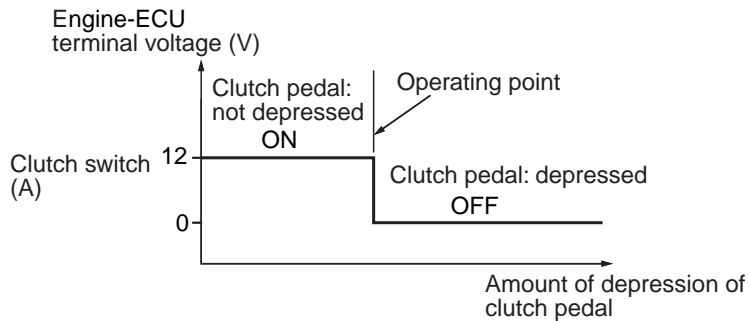 Engine-ECU
terminal voltage (V)
Clutch pedal:
not depressed
ON
Operating point
Clutch switch
(A)
12
Clutch pedal: depressed
OFF
0
Amount of depression of
clutch pedal